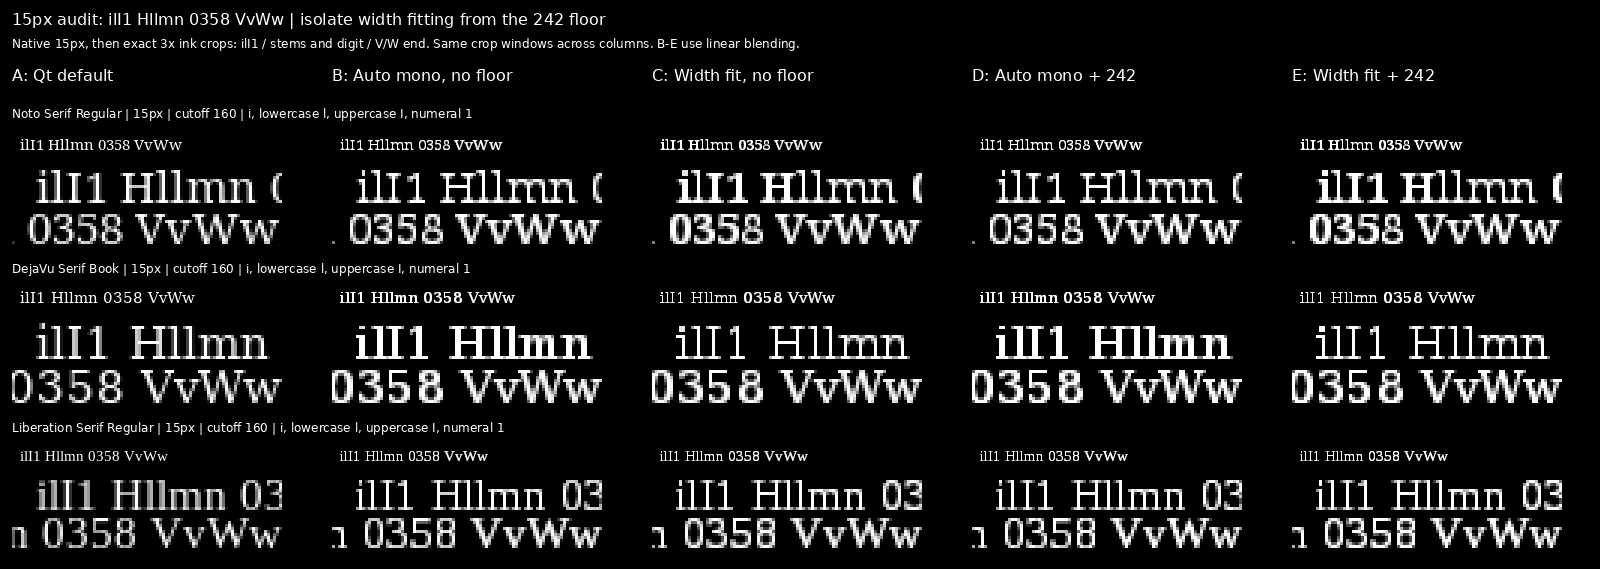 15px audit: ilI1 Hllmn 0358 VvWw | isolate width fitting from the 242 floor
Native 15px, then exact 3x ink crops: ilI1 / stems and digit / V/W end. Same crop windows across columns. B-E use linear blending.
A: Qt default B: Auto mono, no floor C: Width fit, no floor D: Auto mono + 242 E: Width fit + 242
Noto Serif Regular | 15px | cutoff 160 | i, lowercase l, uppercase I, numeral 1
ilI1 Hllmn 0358 VvWw ilI1 Hllmn 0358 VvWw ilI1 Hllmn 0358 VvWw ilI1 Hllmn 0358 VvWw ilI1 Hllmn 0358 VvWw
ilI1 Hllmn ilI1 Hllmn ilI1 Hllmn ilI1 Hllmn ilI1 Hllmn
0358 VvWw 0358 VvWw 0358 VvWw 0358 VvWw 0358 VvWw
DejaVu Serif Book | 15px | cutoff 160 | i, lowercase l, uppercase I, numeral 1
ilI1 Hllmn 0358 VvWw ilI1 Hllmn 0358 VvWw ilI1 Hllmn 0358 VvWw ilI1 Hllmn 0358 VvWw ilI1 Hllmn 0358 VvWw
ilI1 Hllmn ilI1 Hllmn ilI1 Hllmn ilI1 Hllmn ilI1 Hllmn
0358 VvWw 0358 VvWw 0358 VvWw 0358 VvWw 0358 VvWw
Liberation Serif Regular | 15px | cutoff 160 | i, lowercase l, uppercase I, numeral 1
ilI1 Hllmn 0358 VvWw ilI1 Hllmn 0358 VvWw ilI1 Hllmn 0358 VvWw ilI1 Hllmn 0358 VvWw ilI1 Hllmn 0358 VvWw
ilI1 Hllmn 03 ilI1 Hllmn 03 ilI1 Hllmn 03 ilI1 Hllmn 03 ilI1 Hllmn 03
n 0358 VvWw 0358 VvWw 0358 VvWw 0358 VvWw 0358 VvWw